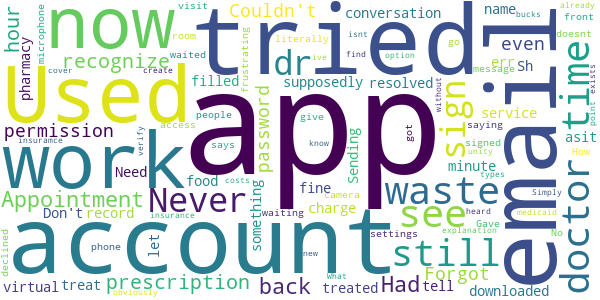 app
account
tried
email
work
now
Used
time
doctor
Never
waste
still
see
sign
dr
Had
back
hour
recognize
permission
Appointment
prescription
password
Couldn't
conversation
name
even
err
Sh
pharmacy
microphone
visit
room
waited
literally
frustrating
supposedly
filled
resolved
people
says
access
verify
insuramce
cover
create
Need
food
Sending
fine
minute
service
give
know
charge
camera
something
waiting
settings
Don't
record
let
phone
insurance
costs
new
declined
virtual
treat
obviously
What
treated
tell
Forgot
downloaded
Gave
explanation
No
medicaid
Simply
How
asit
point
exists
types
unity
heard
signed
saying
without
message
go
option
find
isnt
ive
got
bucks
already
front
doesnt